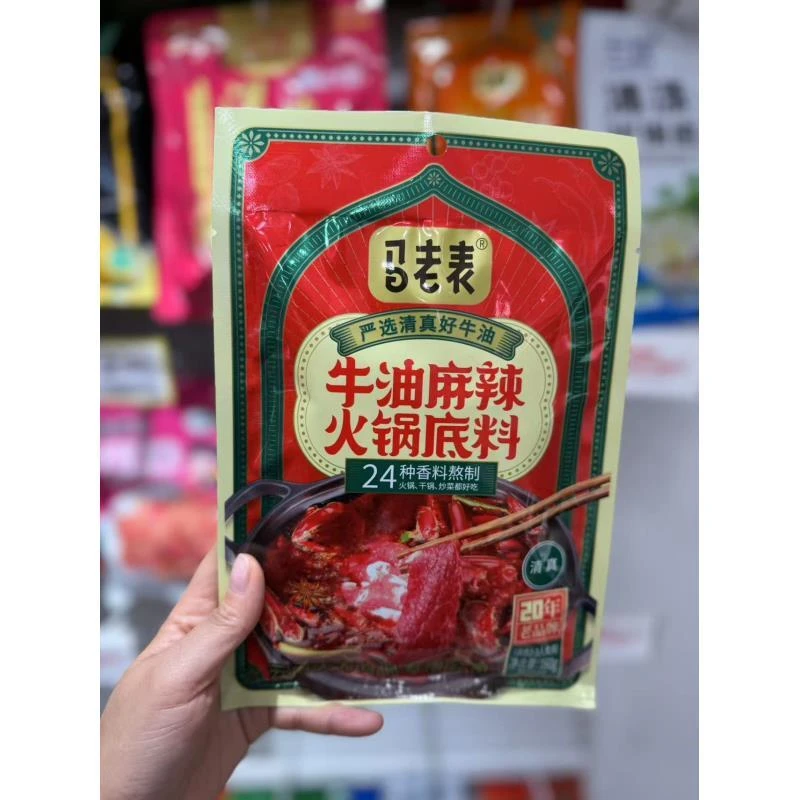 马老表®
严选清真好牛油
牛油麻辣
火锅底料
24种香料熬制
火锅、干锅、炒菜都好吃
清真
20年
老品牌